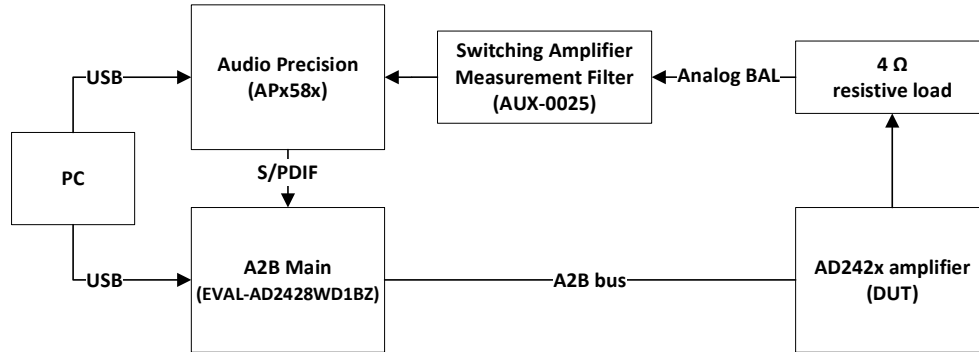 Audio Precision
(APx58x)
Switching Amplifier
Measurement Filter
(AUX-0025)
4 Ω
resistive load
USB
Analog BAL
PC
S/PDIF
USB
A2B Main
(EVAL-AD2428WD1BZ)
A2B bus
AD242x amplifier
(DUT)